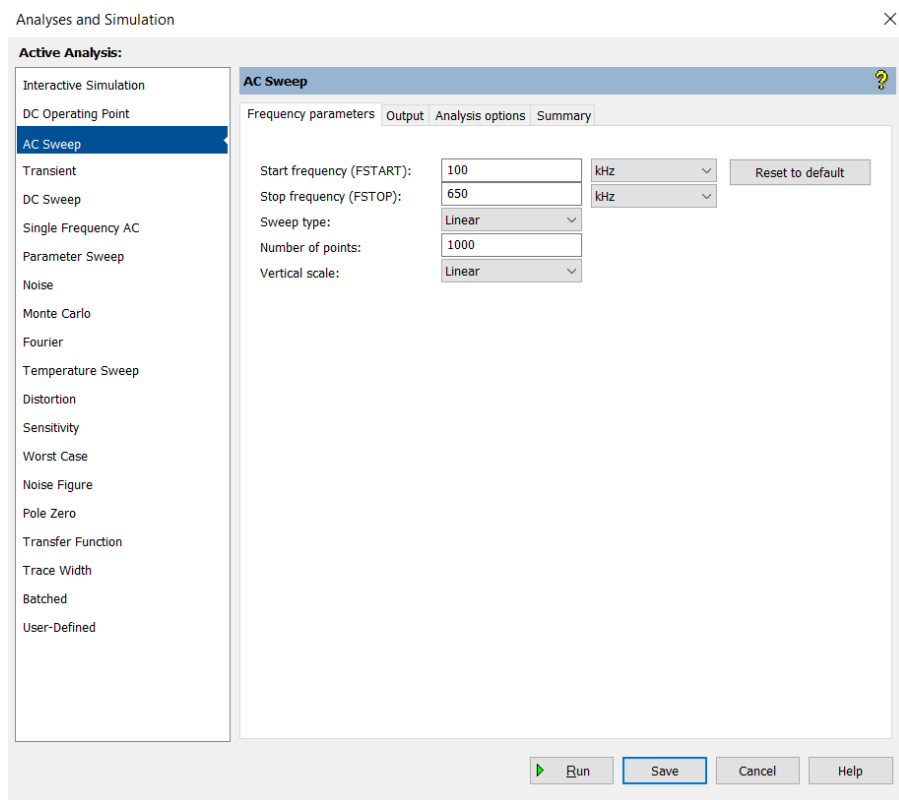 Analyses and Simulation
Active Analysis:
Interactive Simulation
DC Operating Point
AC Sweep
Transient
DC Sweep
Single Frequency AC
Parameter Sweep
Noise
Monte Carlo
Fourier
Temperature Sweep
Distortion
Sensitivity
Worst Case
Noise Figure
Pole Zero
Transfer Function
Trace Width
Batched
User-Defined
AC Sweep
Frequency parameters Output Analysis options Summary
Start frequency (FSTART): 100 kHz Reset to default
Stop frequency (FSTOP): 650 kHz
Sweep type: Linear
Number of points: 1000
Vertical scale: Linear
Run Save Cancel Help